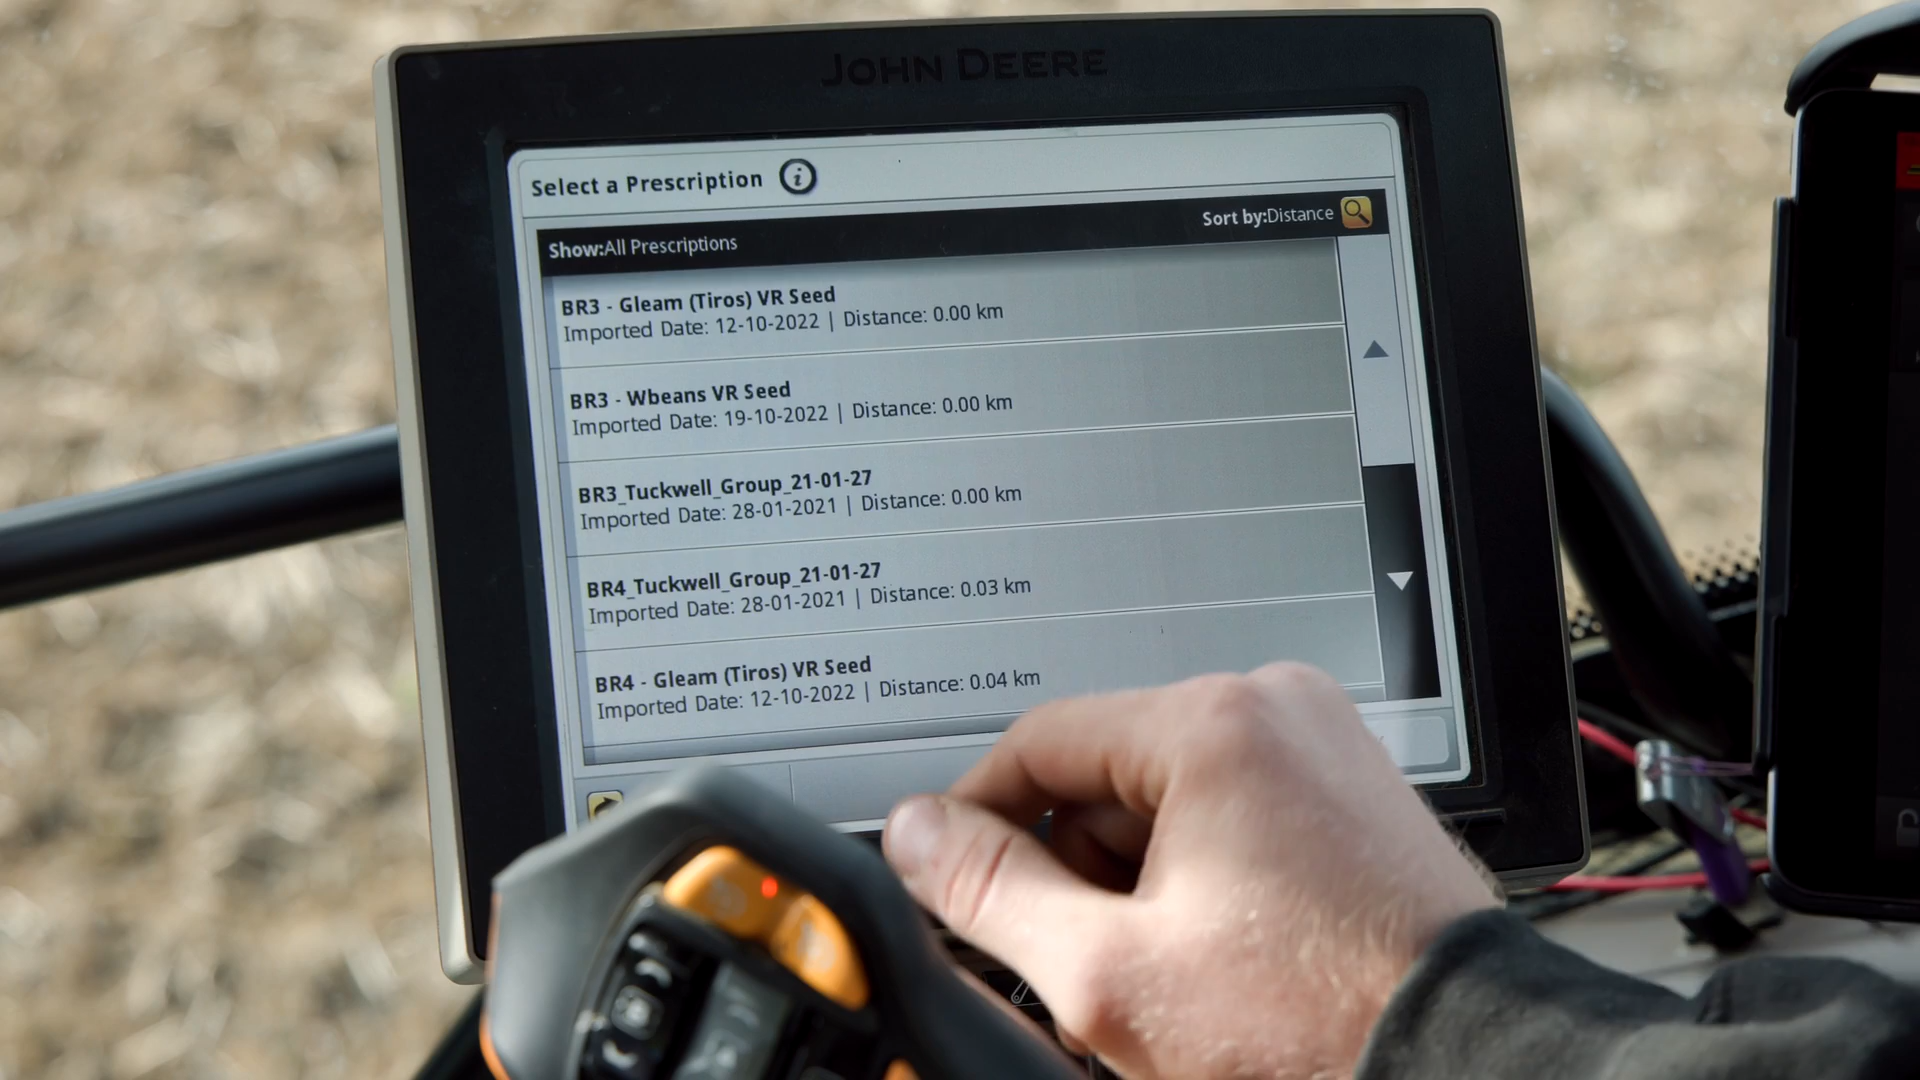 JOHN DEERE
Select a Prescription
Show:All Prescriptions
Sort by:Distance
BR3 - Gleam (Tiros) VR Seed
Imported Date: 12-10-2022 | Distance: 0.00 km
BR3 - Wbeans VR Seed
Imported Date: 19-10-2022 | Distance: 0.00 km
BR3_Tuckwell_Group_21-01-27
Imported Date: 28-01-2021 | Distance: 0.00 km
BR4_Tuckwell_Group_21-01-27
Imported Date: 28-01-2021 | Distance: 0.03 km
BR4 - Gleam (Tiros) VR Seed
Imported Date: 12-10-2022 | Distance: 0.04 km